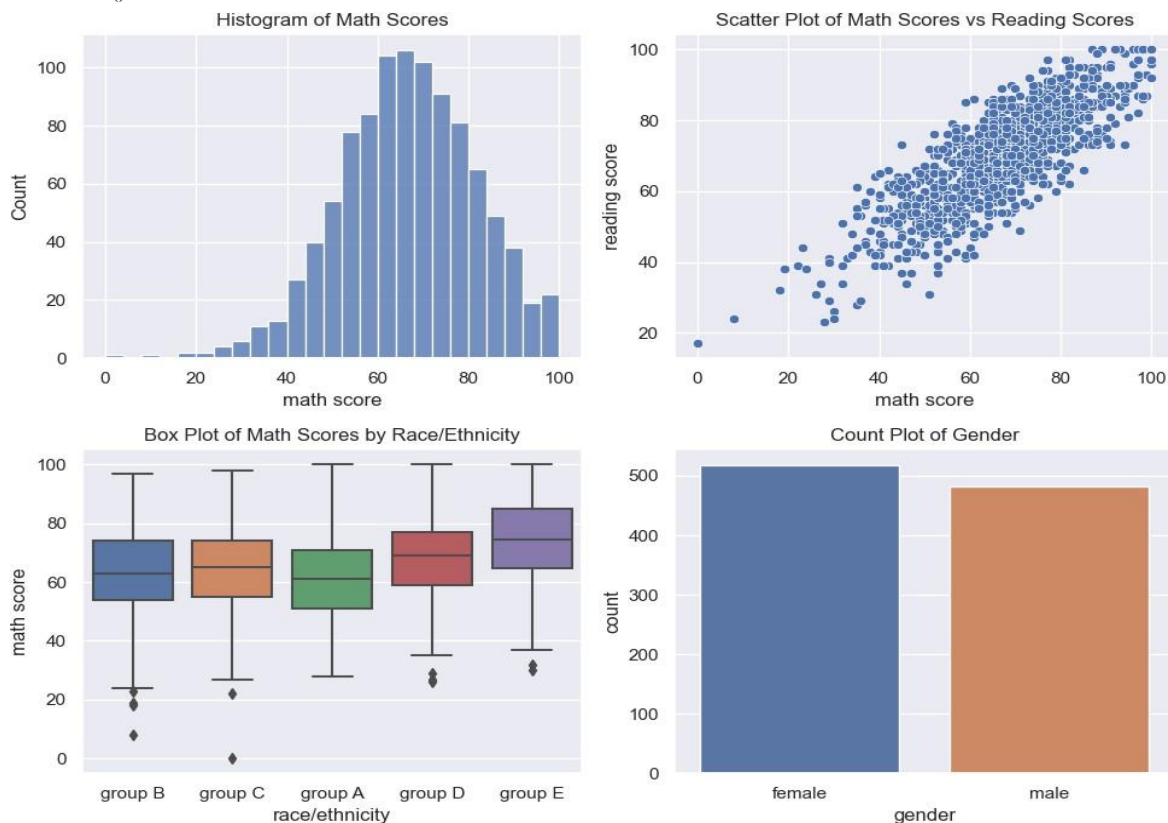 Histogram of Math Scores
100
80
60
40
20
0
Count
0 20 40 60 80 100
math score
Scatter Plot of Math Scores vs Reading Scores
100
80
60
40
20
reading score
0 20 40 60 80 100
math score
Box Plot of Math Scores by Race/Ethnicity
100
80
60
40
20
0
math score
group B group C group A group D group E
race/ethnicity
Count Plot of Gender
500
400
300
200
100
0
count
female male
gender